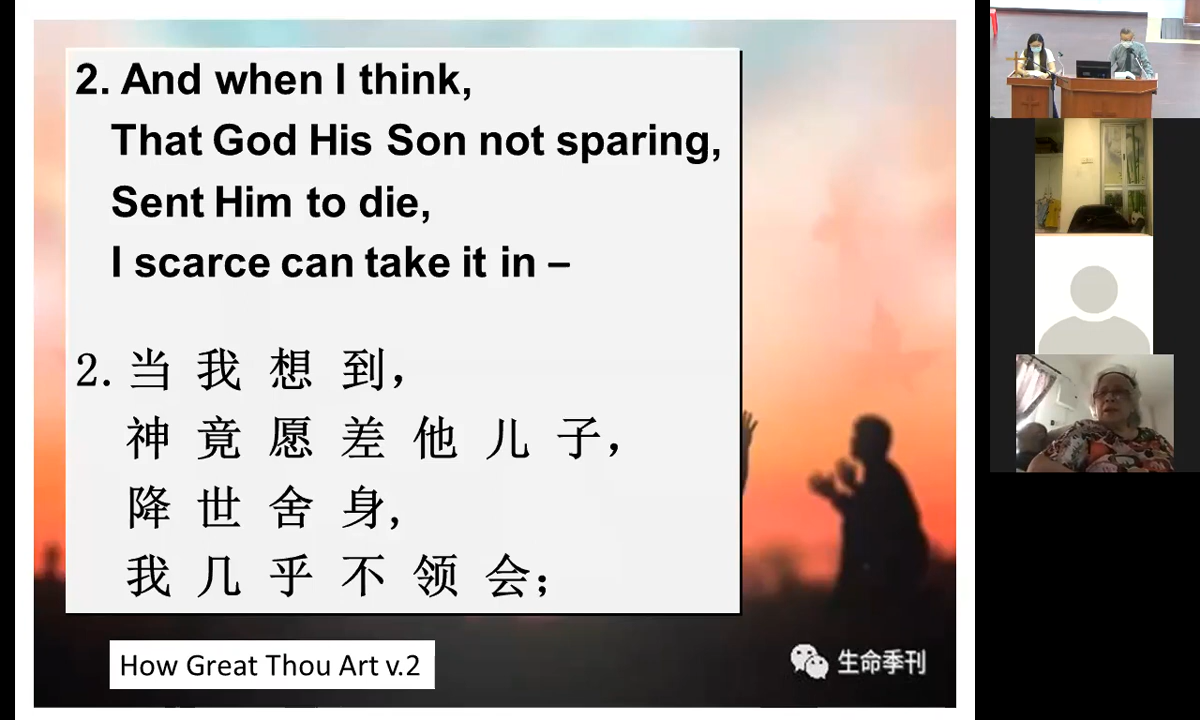 2. And when I think,
That God His Son not sparing,
Sent Him to die,
I scarce can take it in –
2. 当 我 想 到，
神 竟 愿 差 他 儿 子，
降 世 舍 身,
我 几 乎 不 领 会；
How Great Thou Art v.2
生命季刊